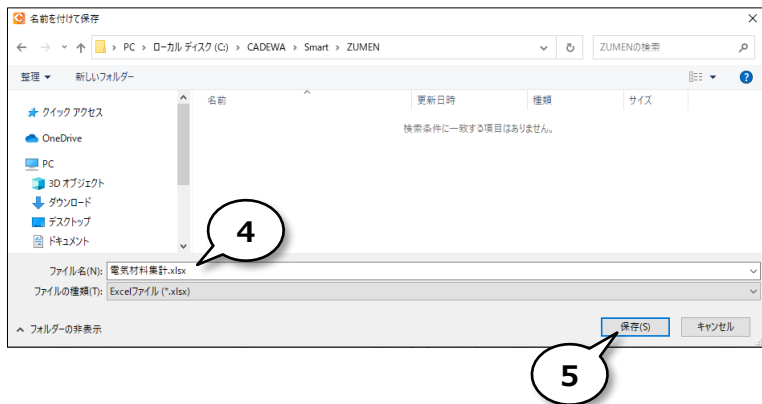 名前を付けて保存
PC › ローカル ディスク (C:) › CADEWA › Smart › ZUMEN
ZUMENの検索
整理 新しいフォルダー
名前 更新日時 種類 サイズ
検索条件に一致する項目はありません。
クイック アクセス
OneDrive
PC
3D オブジェクト
ダウンロード
デスクトップ
ドキュメント
4
ファイル名(N): 電気材料集計.xlsx
ファイルの種類(T): Excelファイル (*.xlsx)
フォルダーの非表示
保存(S) キャンセル
5